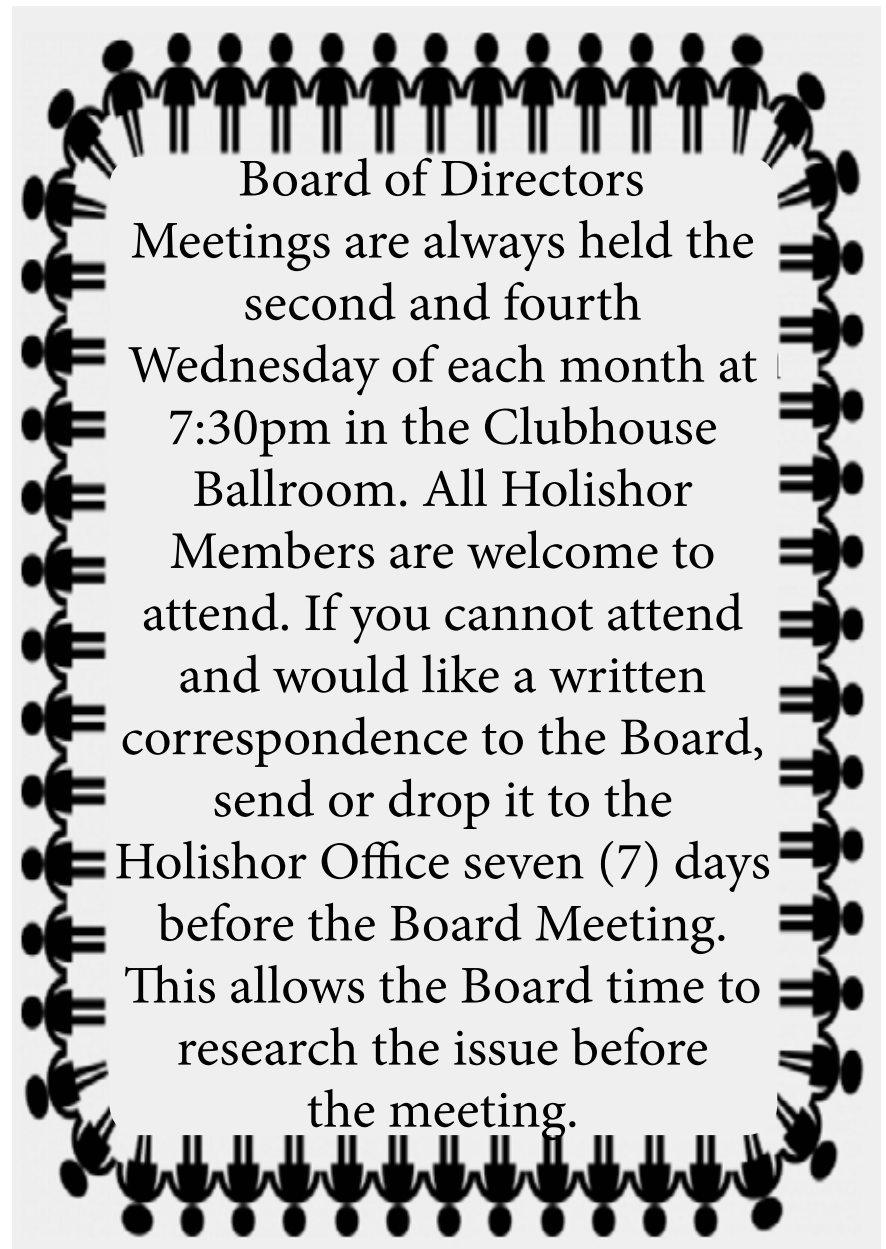 Board of Directors
Meetings are always held the
second and fourth
Wednesday of each month at
7:30pm in the Clubhouse
Ballroom. All Holishor
Members are welcome to
attend. If you cannot attend
and would like a written
correspondence to the Board,
send or drop it to the
Holishor Office seven (7) days
before the Board Meeting.
This allows the Board time to
research the issue before
the meeting.